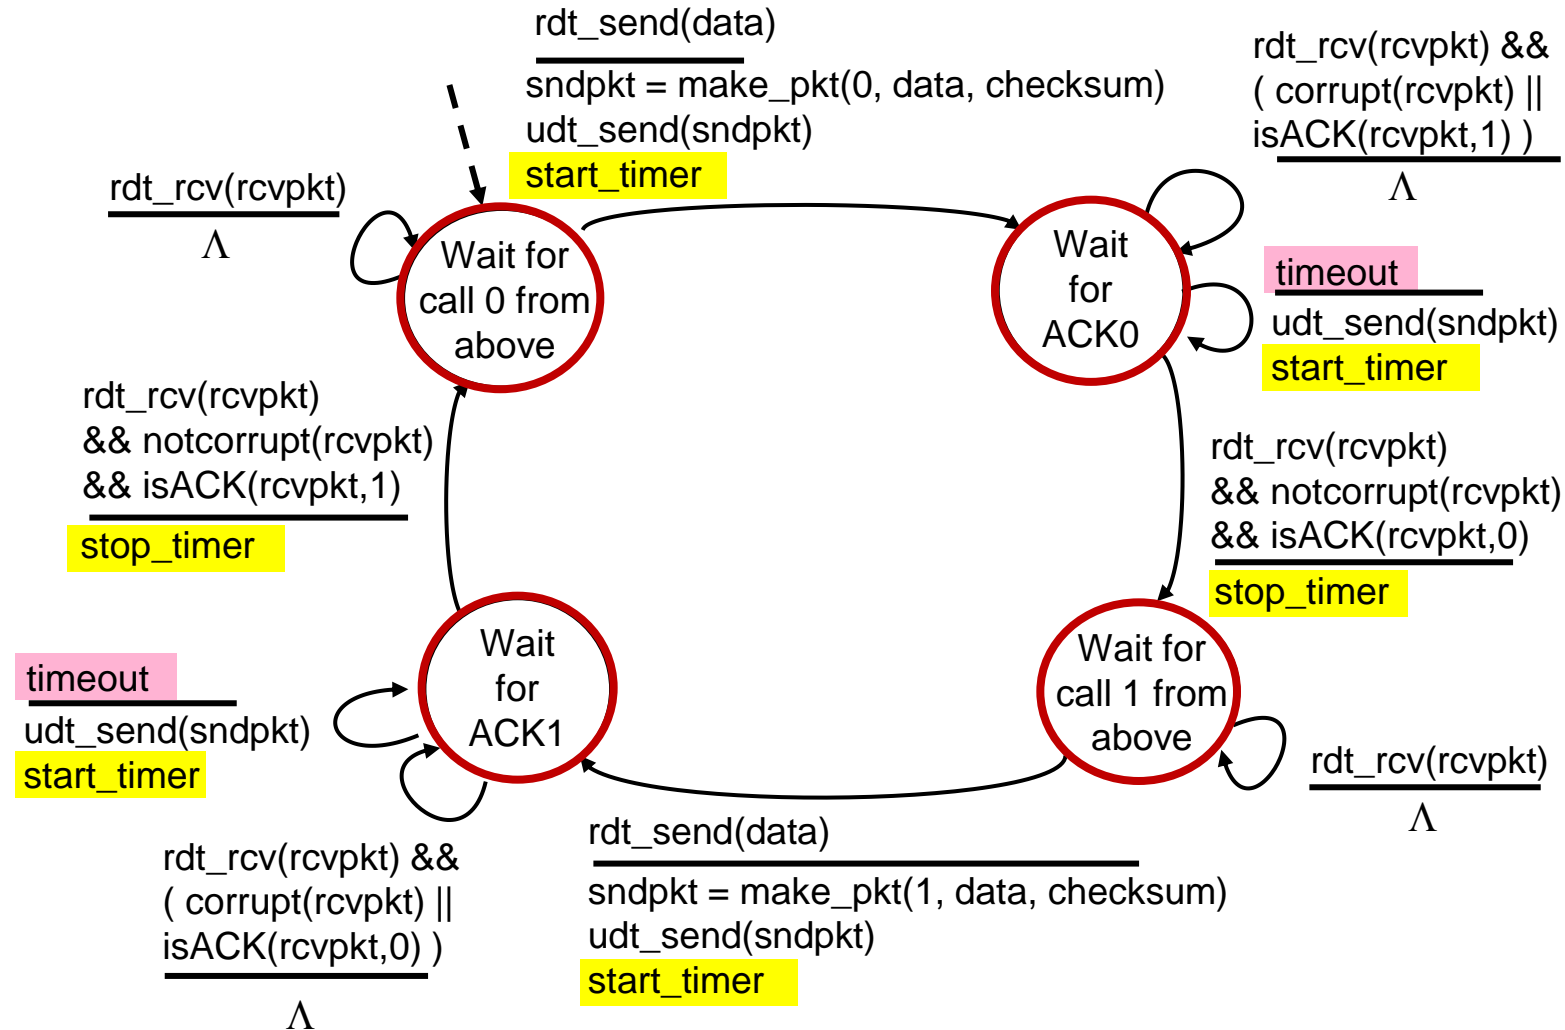 rdt_send(data)
sndpkt = make_pkt(0, data, checksum)
udt_send(sndpkt)
start_timer
rdt_rcv(rcvpkt) &&
( corrupt(rcvpkt) ||
isACK(rcvpkt,1) )
Λ
rdt_rcv(rcvpkt)
Λ
Wait for
call 0 from
above
Wait
for
ACK0
timeout
udt_send(sndpkt)
start_timer
rdt_rcv(rcvpkt)
&& notcorrupt(rcvpkt)
&& isACK(rcvpkt,1)
stop_timer
rdt_rcv(rcvpkt)
&& notcorrupt(rcvpkt)
&& isACK(rcvpkt,0)
stop_timer
timeout
udt_send(sndpkt)
start_timer
Wait
for
ACK1
Wait for
call 1 from
above
rdt_rcv(rcvpkt)
Λ
rdt_rcv(rcvpkt) &&
( corrupt(rcvpkt) ||
isACK(rcvpkt,0) )
Λ
rdt_send(data)
sndpkt = make_pkt(1, data, checksum)
udt_send(sndpkt)
start_timer